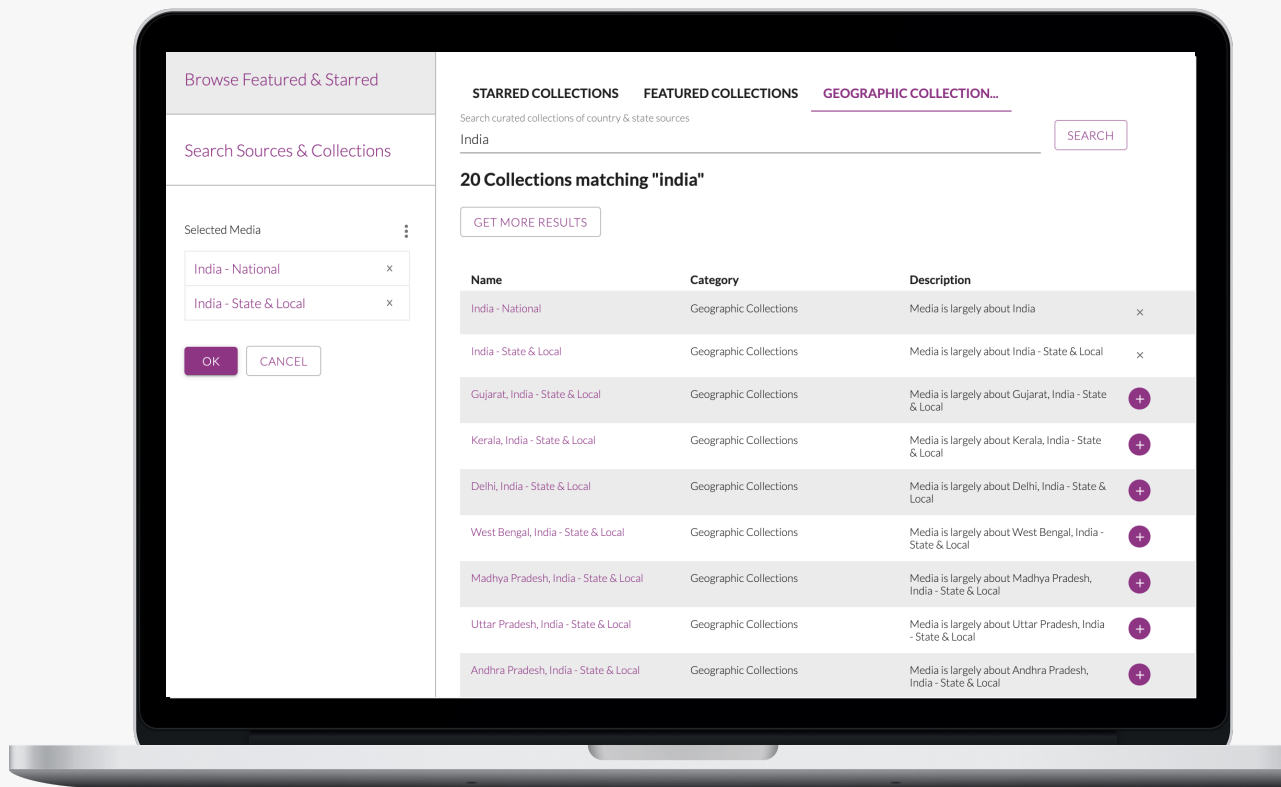 Browse Featured & Starred
Search Sources & Collections
Selected Media
India - National x
India - State & Local x
OK CANCEL
STARRED COLLECTIONS FEATURED COLLECTIONS GEOGRAPHIC COLLECTION...
Search curated collections of country & state sources
India
SEARCH
20 Collections matching "india"
GET MORE RESULTS
Name Category Description
India - National Geographic Collections Media is largely about India ×
India - State & Local Geographic Collections Media is largely about India - State & Local ×
Gujarat, India - State & Local Geographic Collections Media is largely about Gujarat, India - State +
& Local
Kerala, India - State & Local Geographic Collections Media is largely about Kerala, India - State +
& Local
Delhi, India - State & Local Geographic Collections Media is largely about Delhi, India - State & +
Local
West Bengal, India - State & Local Geographic Collections Media is largely about West Bengal, India - +
State & Local
Madhya Pradesh, India - State & Local Geographic Collections Media is largely about Madhya Pradesh, +
India - State & Local
Uttar Pradesh, India - State & Local Geographic Collections Media is largely about Uttar Pradesh, India +
- State & Local
Andhra Pradesh, India - State & Local Geographic Collections Media is largely about Andhra Pradesh, +
India - State & Local